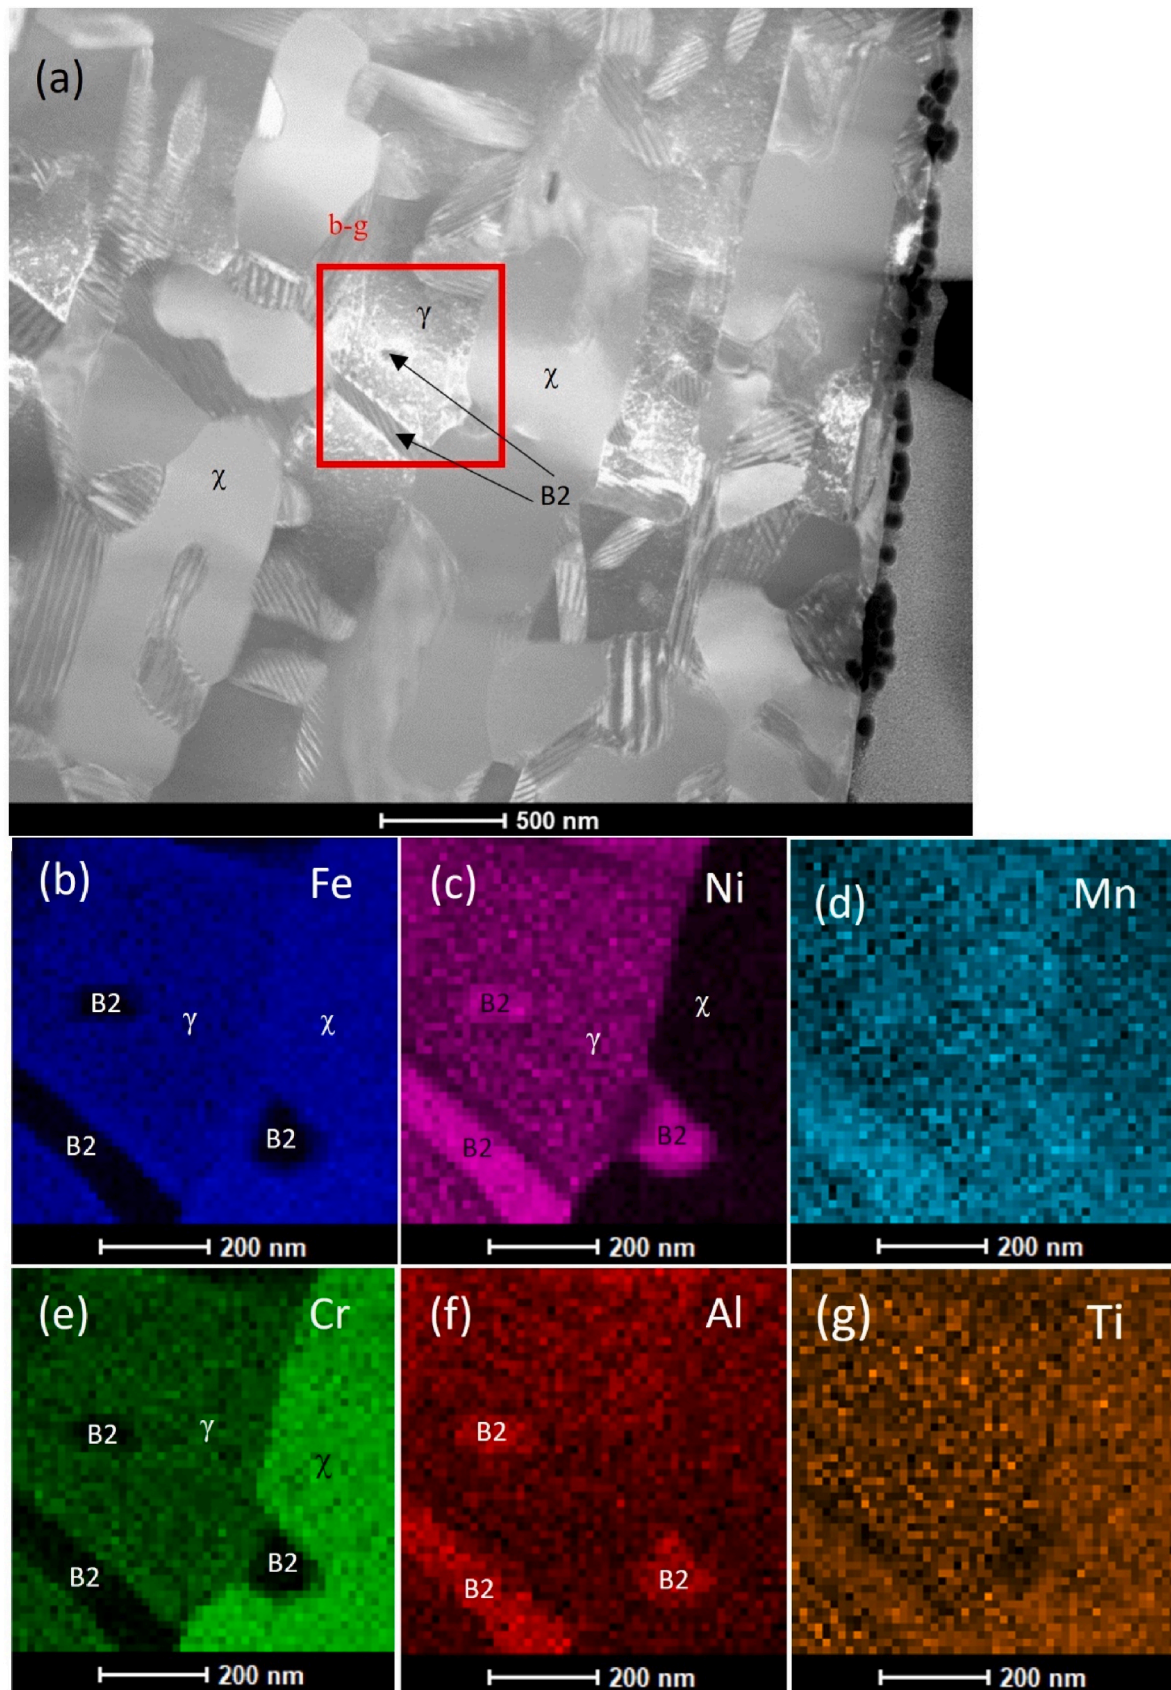 (a)
b-g
γ
χ
χ
B2
500 nm
(b) Fe
B2
γ
χ
B2
B2
200 nm
(c) Ni
B2
χ
γ
B2
B2
200 nm
(d) Mn
200 nm
(e) Cr
B2
γ
χ
B2
B2
200 nm
(f) Al
B2
B2
B2
200 nm
(g) Ti
200 nm